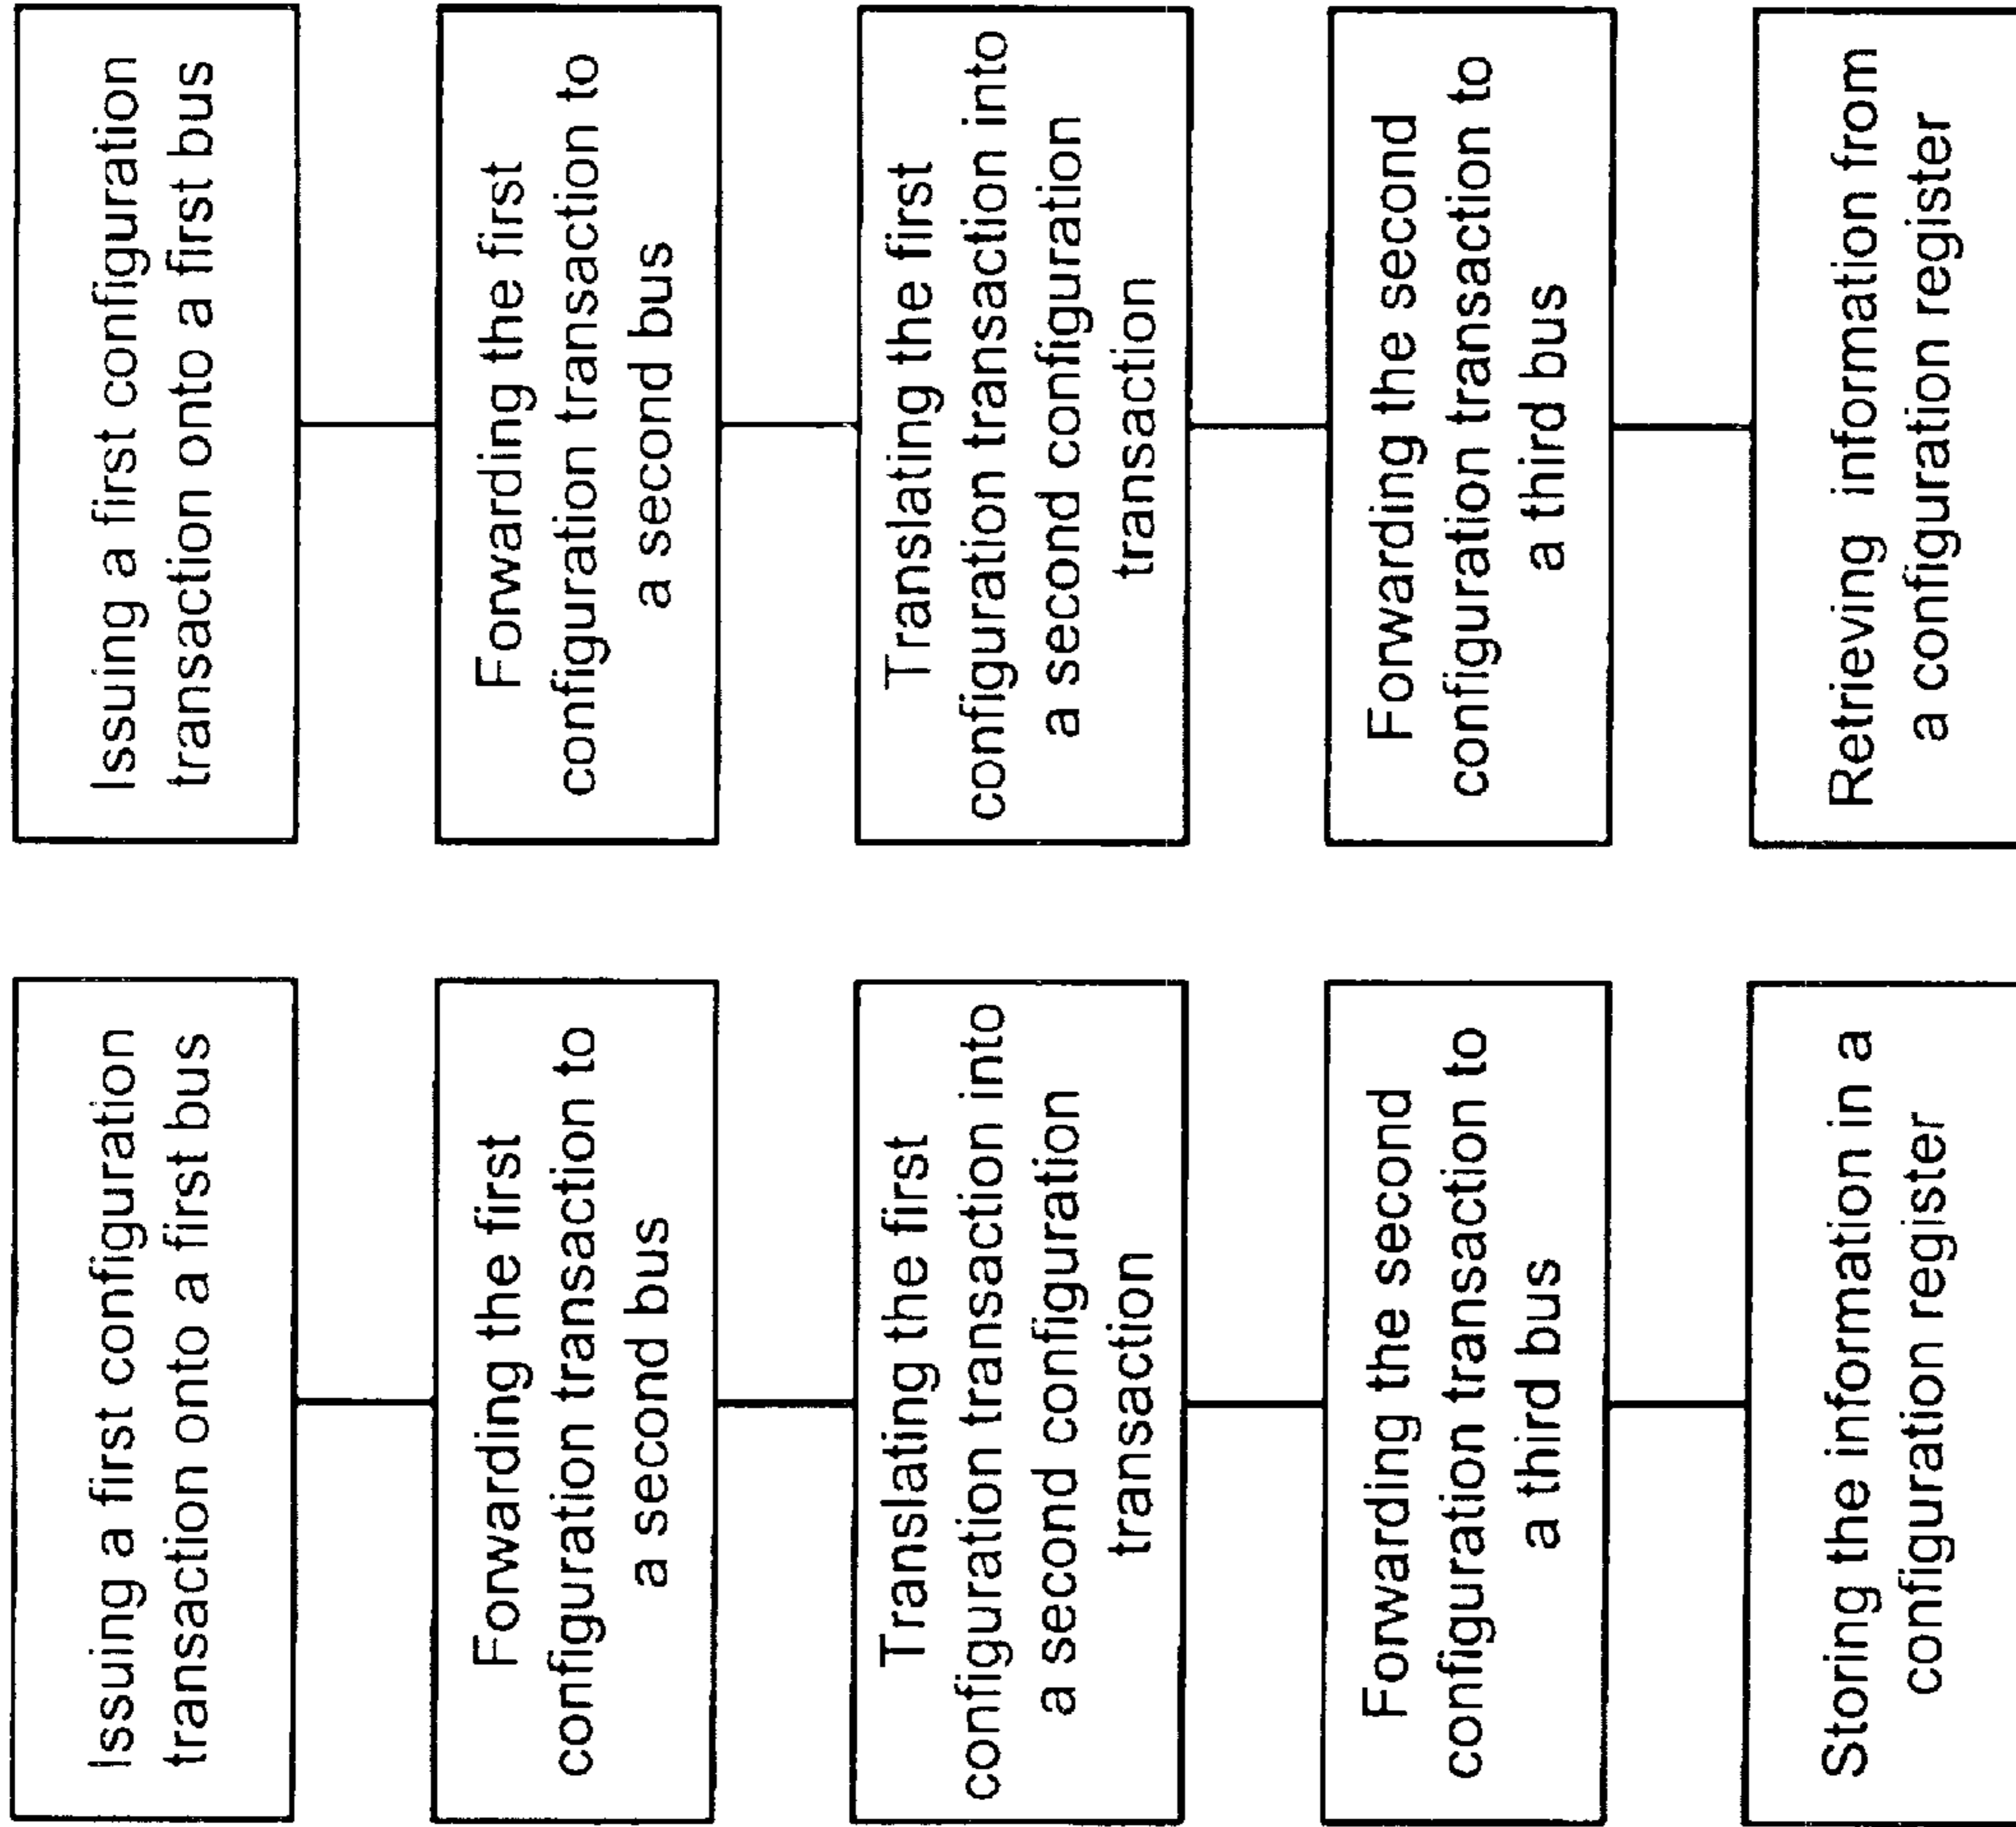 Issuing a first configuration
transaction onto a first bus
Forwarding the first
configuration transaction to
a second bus
Translating the first
configuration transaction into
a second configuration
transaction
Forwarding the second
configuration transaction to
a third bus
Storing the information in a
configuration register
Issuing a first configuration
transaction onto a first bus
Forwarding the first
configuration transaction to
a second bus
Translating the first
configuration transaction into
a second configuration
transaction
Forwarding the second
configuration transaction to
a third bus
Retrieving information from
a configuration register